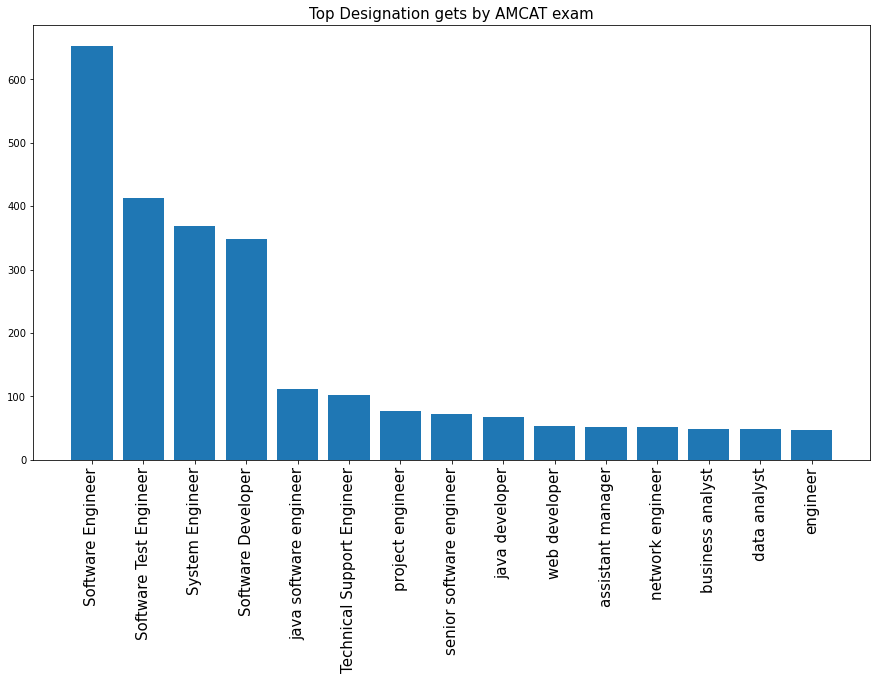 Top Designation gets by AMCAT exam
600
500
400
300
200
100
0
Software Engineer
Software Test Engineer
System Engineer
Software Developer
java software engineer
Technical Support Engineer
project engineer
senior software engineer
java developer
web developer
assistant manager
network engineer
business analyst
data analyst
engineer